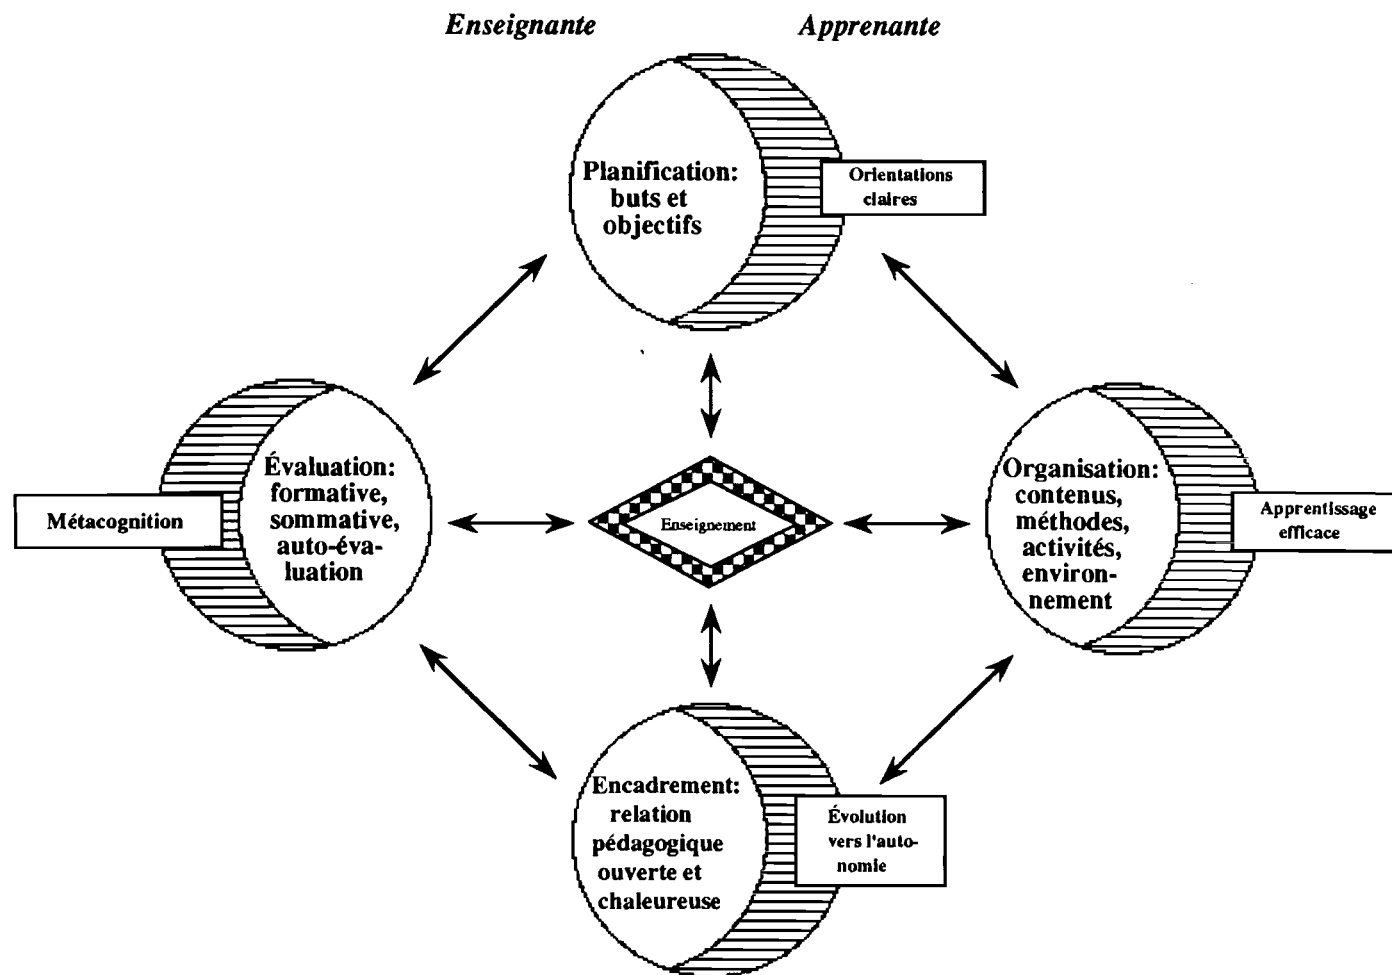 Enseignante
Apprenante
Planification:
buts et
objectifs
Orientations
claires
Évaluation:
formative,
sommative,
auto-éva-
luation
Métacognition
Enseignement
Organisation:
contenus,
méthodes,
activités,
environ-
nement
Apprentissage
efficace
Encadrement:
relation
pédagogique
ouverte et
chaleureuse
Évolution
vers l'auto-
nomie